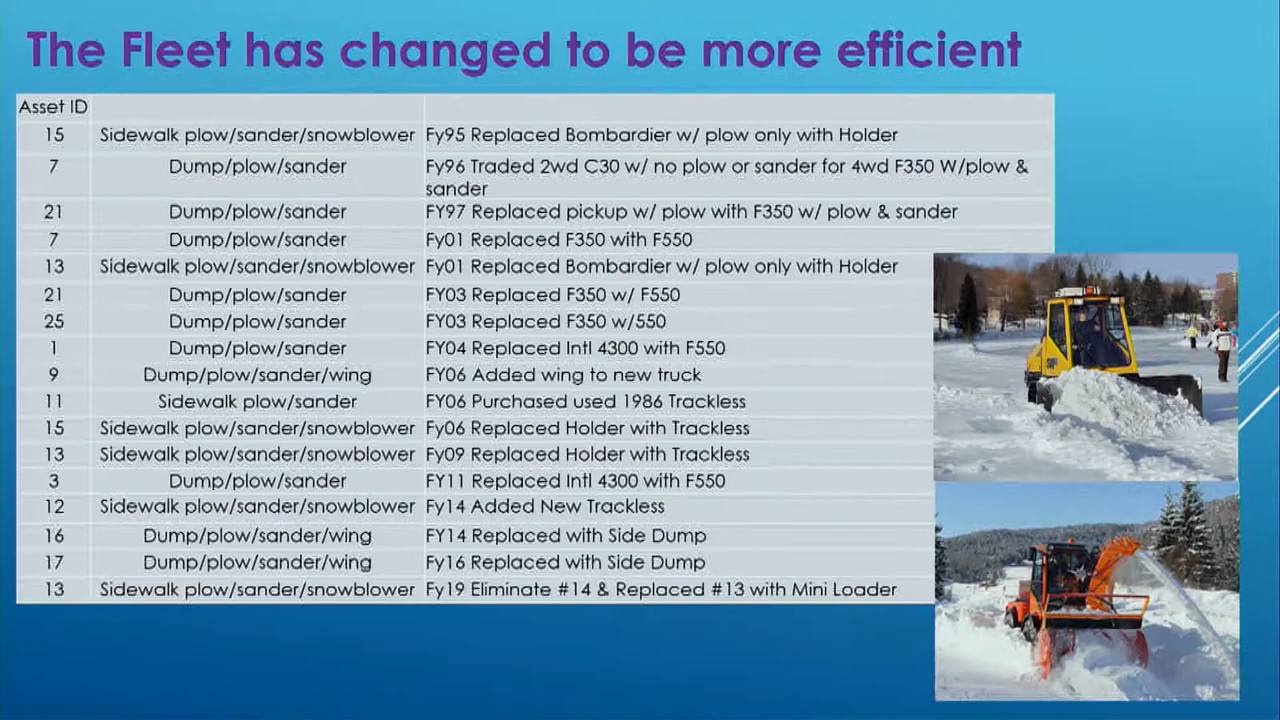 The Fleet has changed to be more efficient
Asset ID
15 Sidewalk plow/sander/snowblower Fy95 Replaced Bombardier w/ plow only with Holder
7 Dump/plow/sander Fy96 Traded 2wd C30 w/ no plow or sander for 4wd F350 W/plow &
sander
21 Dump/plow/sander FY97 Replaced pickup w/ plow with F350 w/ plow & sander
7 Dump/plow/sander Fy01 Replaced F350 with F550
13 Sidewalk plow/sander/snowblower Fy01 Replaced Bombardier w/ plow only with Holder
21 Dump/plow/sander FY03 Replaced F350 w/ F550
25 Dump/plow/sander FY03 Replaced F350 w/550
1 Dump/plow/sander FY04 Replaced Intl 4300 with F550
9 Dump/plow/sander/wing FY06 Added wing to new truck
11 Sidewalk plow/sander FY06 Purchased used 1986 Trackless
15 Sidewalk plow/sander/snowblower Fy06 Replaced Holder with Trackless
13 Sidewalk plow/sander/snowblower Fy09 Replaced Holder with Trackless
3 Dump/plow/sander FY11 Replaced Intl 4300 with F550
12 Sidewalk plow/sander/snowblower Fy14 Added New Trackless
16 Dump/plow/sander/wing FY14 Replaced with Side Dump
17 Dump/plow/sander/wing Fy16 Replaced with Side Dump
13 Sidewalk plow/sander/snowblower Fy19 Eliminate #14 & Replaced #13 with Mini Loader